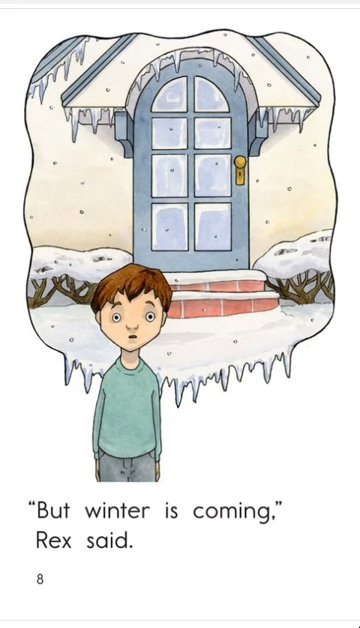 “But winter is coming,”
Rex said.
8